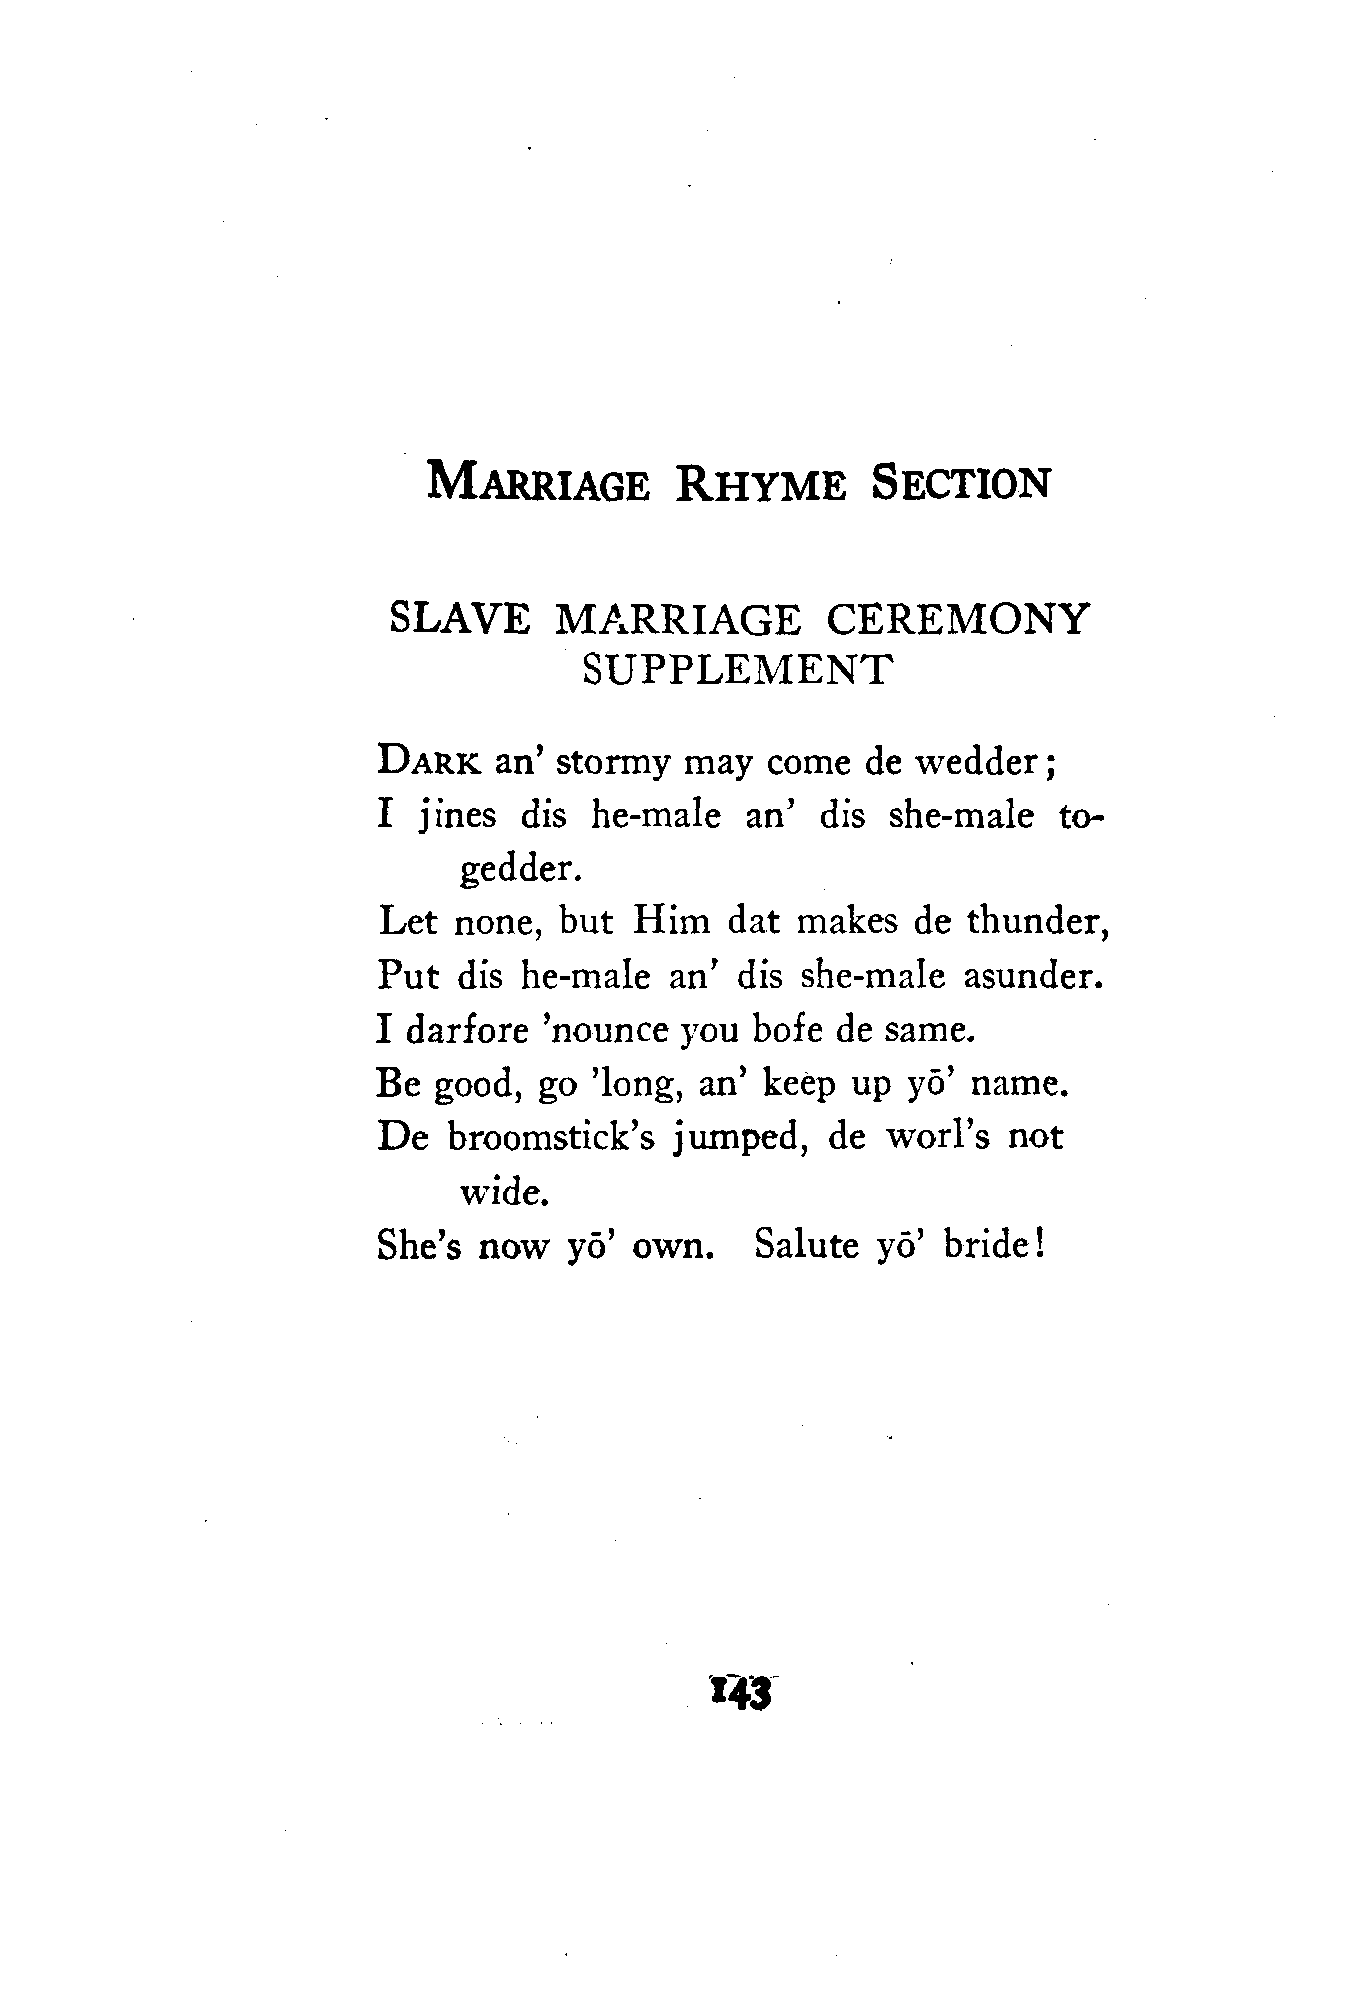 MARRIAGE RHYME SECTION
SLAVE MARRIAGE CEREMONY
SUPPLEMENT
DARK an' stormy may come de wedder;
I jines dis he-male an' dis she-male to-
gedder.
Let none, but Him dat makes de thunder,
Put dis he-male an' dis she-male asunder.
I darfore 'nounce you bofe de same.
Be good, go 'long, an' keep up yō' name.
De broomstick's jumped, de worl's not
wide.
She's now yō' own. Salute yō' bride!
143